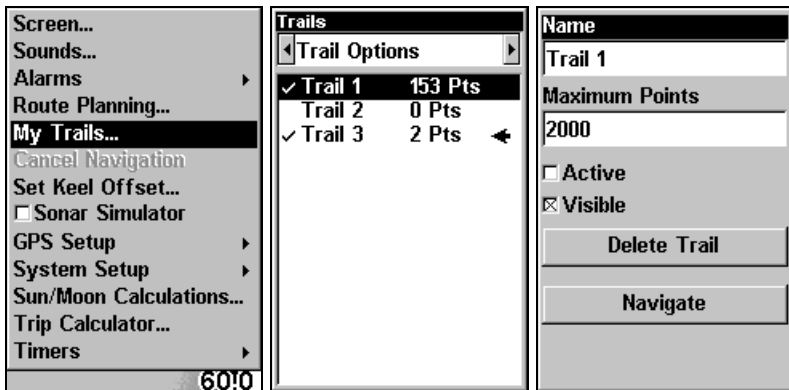 Screen...
Sounds...
Alarms
Route Planning...
My Trails...
Cancel Navigation
Set Keel Offset...
Sonar Simulator
GPS Setup
System Setup
Sun/Moon Calculations...
Trip Calculator...
Timers
Trails
Trail Options
Trail 1 153 Pts
Trail 2 0 Pts
Trail 3 2 Pts
Name
Trail 1
Maximum Points
2000
Active
Visible
Delete Trail
Navigate